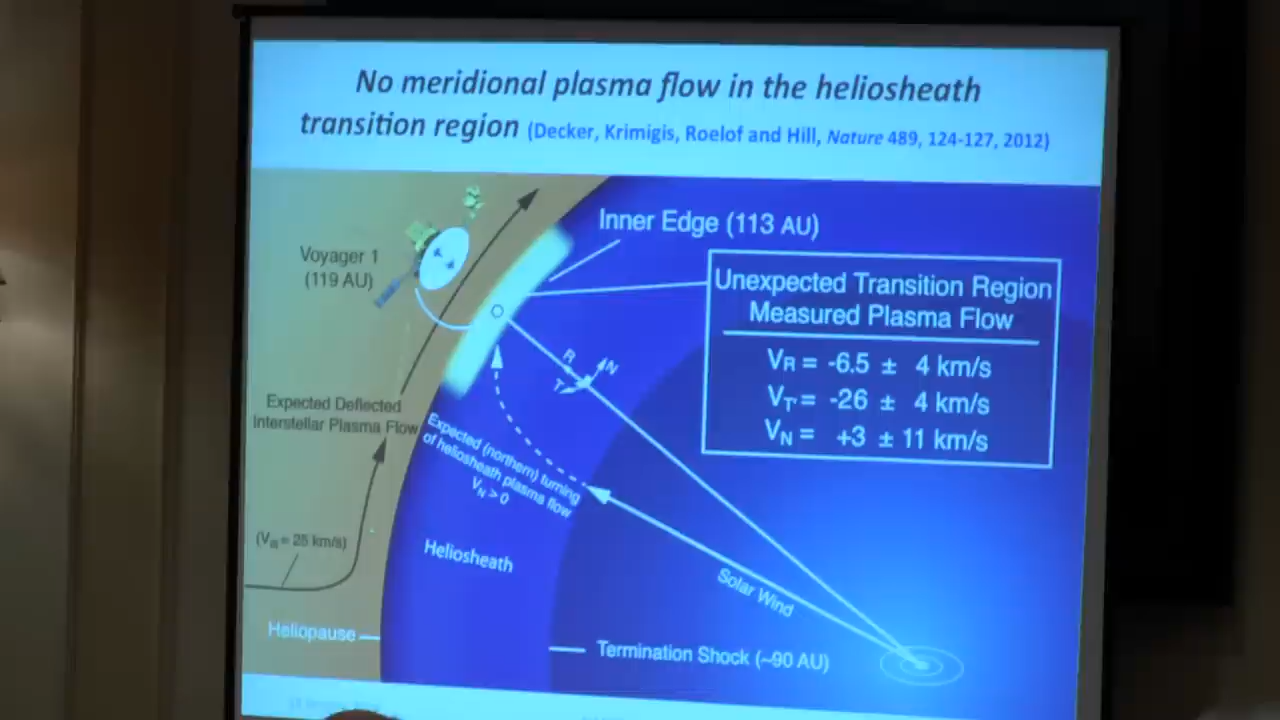 No meridional plasma flow in the heliosheath
transition region (Decker, Krimigis, Roelof and Hill, Nature 489, 124-127, 2012)
Inner Edge (113 AU)
Voyager 1
(119 AU)
Unexpected Transition Region
Measured Plasma Flow
VR = -6.5 ± 4 km/s
VT = -26 ± 4 km/s
VN = +3 ± 11 km/s
R
N
T
Expected Deflected
Interstellar Plasma Flow
Expected (northern) turning
of heliosheath plasma flow
VN > 0
= 25 km/s)
Heliosheath
Solar Wind
Heliopause
Termination Shock (~90 AU)